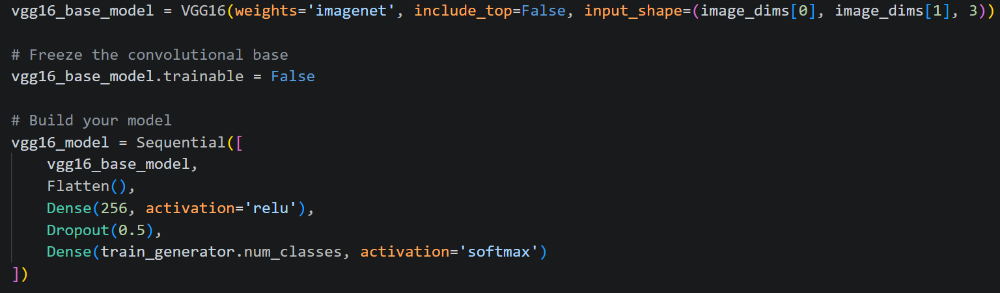 vgg16_base_model = VGG16(weights='imagenet', include_top=False, input_shape=(image_dims[0], image_dims[1], 3))
# Freeze the convolutional base
vgg16_base_model.trainable = False
# Build your model
vgg16_model = Sequential([
    vgg16_base_model,
    Flatten(),
    Dense(256, activation='relu'),
    Dropout(0.5),
    Dense(train_generator.num_classes, activation='softmax')
])